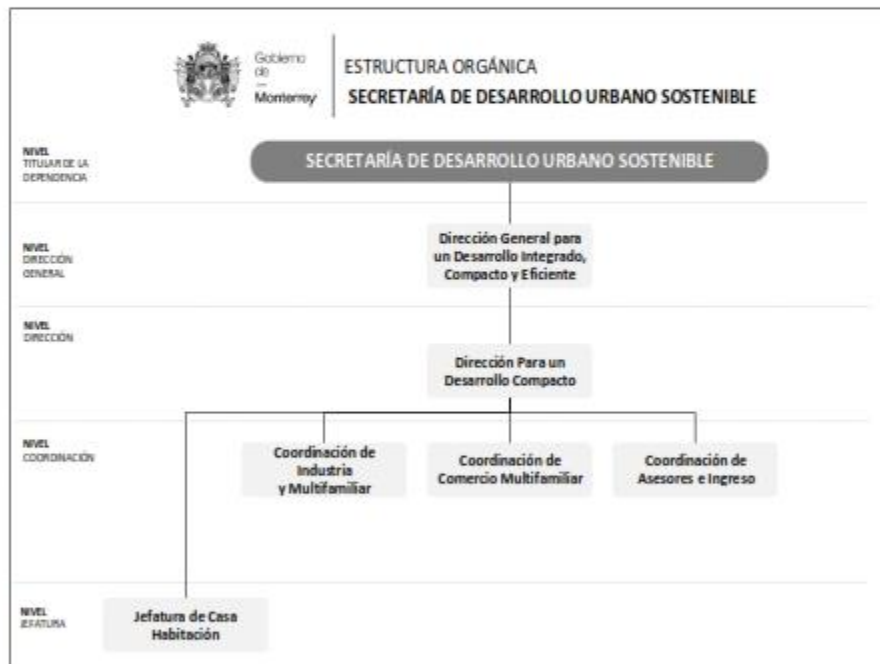 Gobierno
de
Monterrey
ESTRUCTURA ORGÁNICA
SECRETARÍA DE DESARROLLO URBANO SOSTENIBLE
NIVEL
TITULAR DE LA
DEPENDENCIA
SECRETARÍA DE DESARROLLO URBANO SOSTENIBLE
NIVEL
DIRECCIÓN
GENERAL
Dirección General para
un Desarrollo Integrado,
Compacto y Eficiente
NIVEL
DIRECCIÓN
Dirección Para un
Desarrollo Compacto
NIVEL
COORDINACIÓN
Coordinación de
Industria
y Multifamiliar
Coordinación de
Comercio Multifamiliar
Coordinación de
Asesores e Ingreso
NIVEL
JEFATURA
Jefatura de Casa
Habitación